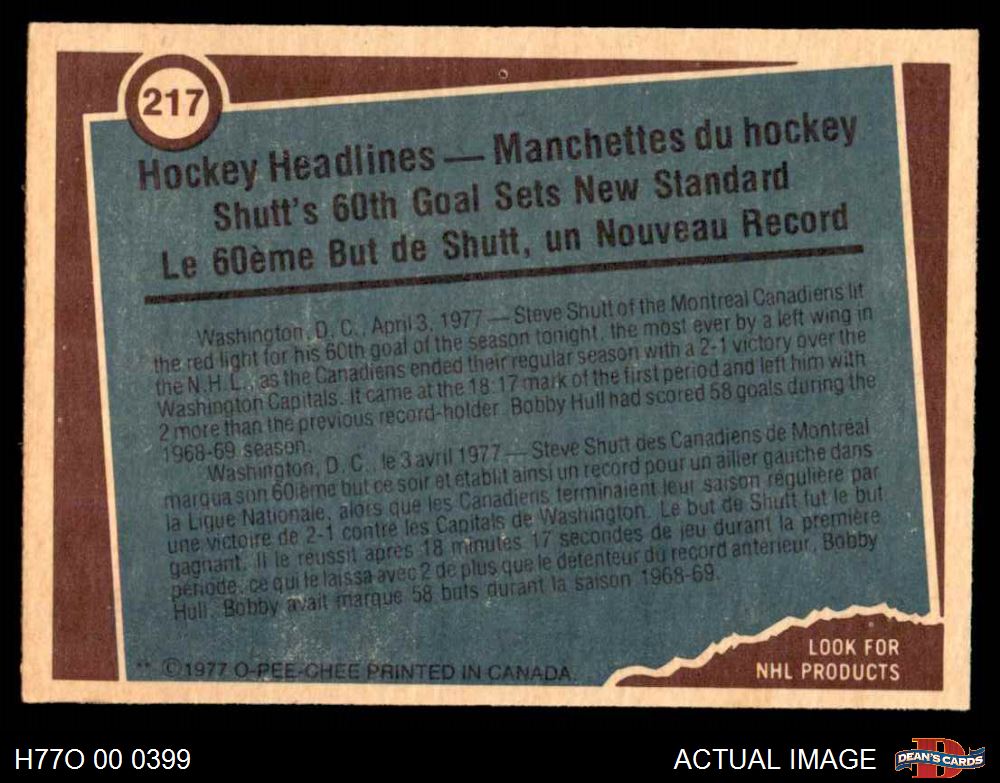 217
Hockey Headlines — Manchettes du hockey
Shutt's 60th Goal Sets New Standard
Le 60ème But de Shutt, un Nouveau Record
Washington, D. C., April 3, 1977 — Steve Shutt of the Montreal Canadiens lit
the red light for his 60th goal of the season tonight, the most ever by a left wing in
the N.H.L., as the Canadiens ended their regular season with a 2-1 victory over the
Washington Capitals. It came at the 18:17 mark of the first period and left him with
2 more than the previous record-holder. Bobby Hull had scored 58 goals during the
1968-69 season.
Washington, D. C., le 3 avril 1977 — Steve Shutt des Canadiens de Montréal
marqua son 60ième but ce soir et établit ainsi un record pour un ailier gauche dans
la Ligue Nationale, alors que les Canadiens terminaient leur saison régulière par
une victoire de 2-1 contre les Capitals de Washington. Le but de Shutt fut le but
gagnant. Il le réussit après 18 minutes 17 secondes de jeu durant la première
période, ce qui le laissa avec 2 de plus que le détenteur du record antérieur, Bobby
Hull. Bobby avait marqué 58 buts durant la saison 1968-69.
** ©1977 O-PEE-CHEE PRINTED IN CANADA.
LOOK FOR
NHL PRODUCTS
H77O 00 0399
ACTUAL IMAGE
DEAN'S CARDS